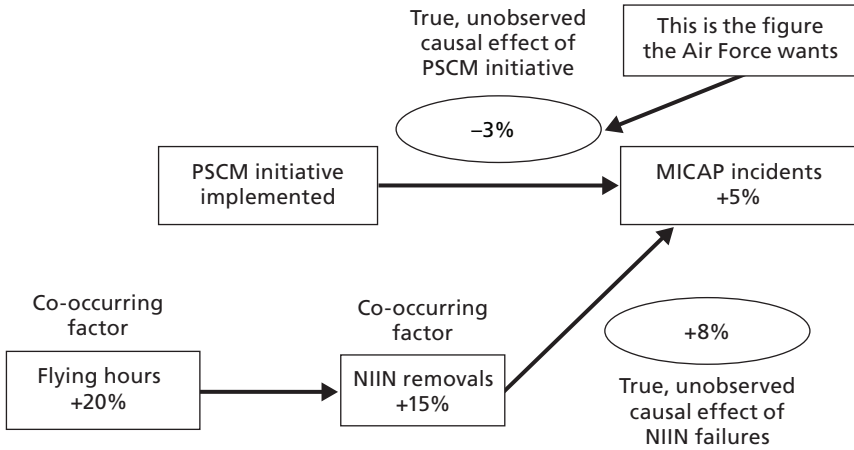 True, unobserved
causal effect of
PSCM initiative
This is the figure
the Air Force wants
–3%
PSCM initiative
implemented
MICAP incidents
+5%
Co-occurring
factor
Flying hours
+20%
Co-occurring
factor
NIIN removals
+15%
+8%
True, unobserved
causal effect of
NIIN failures